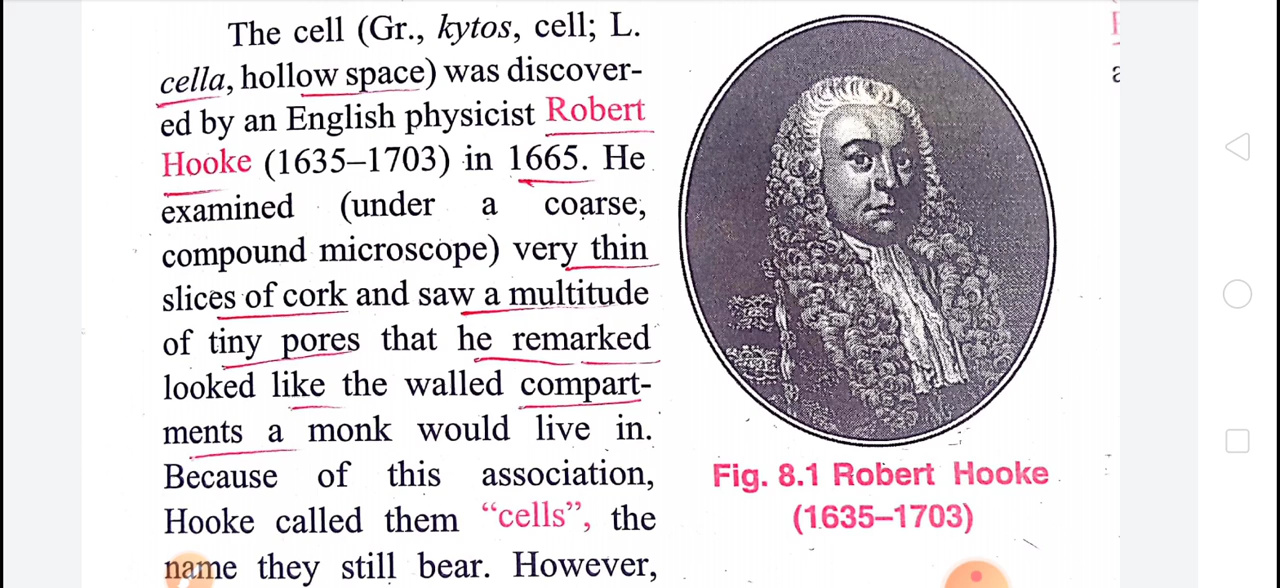 The cell (Gr., kytos, cell; L.
cella, hollow space) was discover-
ed by an English physicist Robert
Hooke (1635–1703) in 1665. He
examined (under a coarse,
compound microscope) very thin
slices of cork and saw a multitude
of tiny pores that he remarked
looked like the walled compart-
ments a monk would live in.
Because of this association,
Hooke called them “cells”, the
name they still bear. However,
Fig. 8.1 Robert Hooke
(1635–1703)